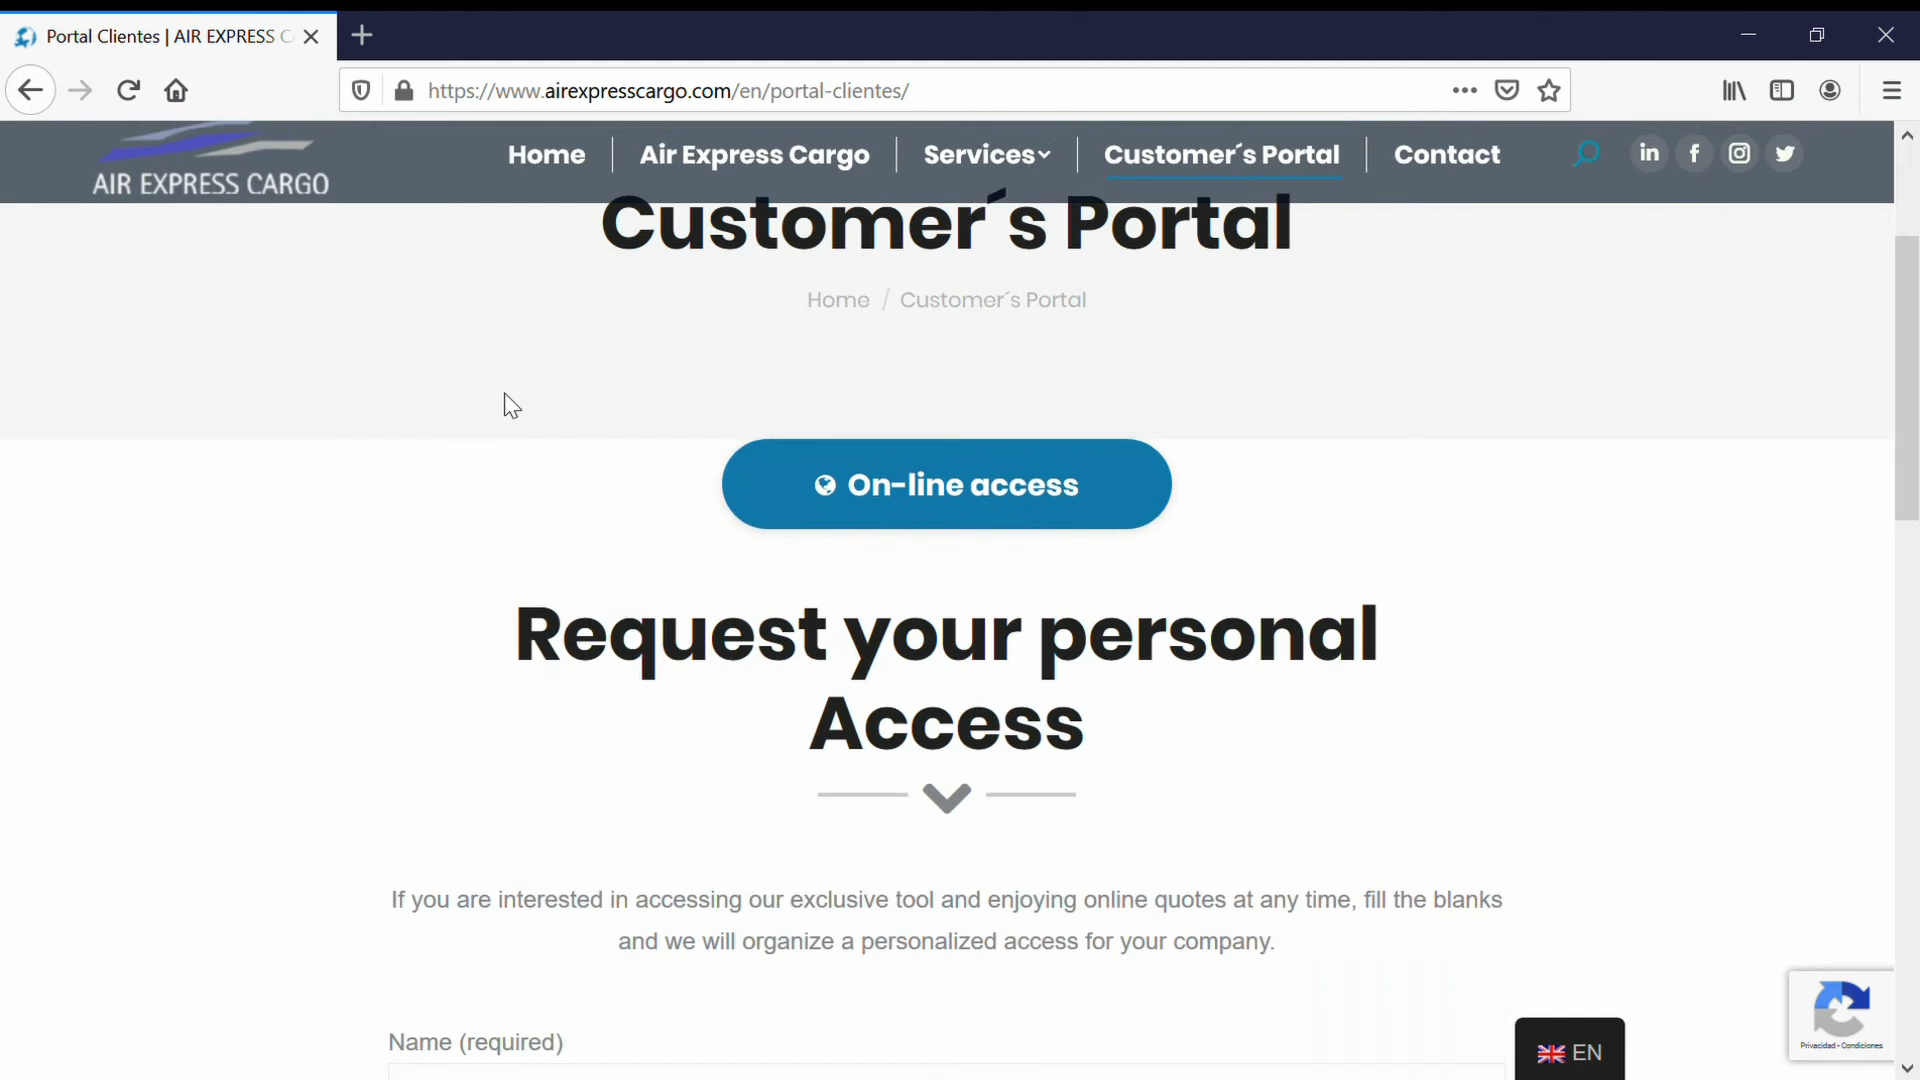 Portal Clientes | AIR EXPRESS C
https://www.airexpresscargo.com/en/portal-clientes/
AIR EXPRESS CARGO
Home
Air Express Cargo
Services
Customer´s Portal
Contact
Customer´s Portal
Home / Customer´s Portal
On-line access
Request your personal
Access
If you are interested in accessing our exclusive tool and enjoying online quotes at any time, fill the blanks
and we will organize a personalized access for your company.
Name (required)
EN
Privacidad - Condiciones